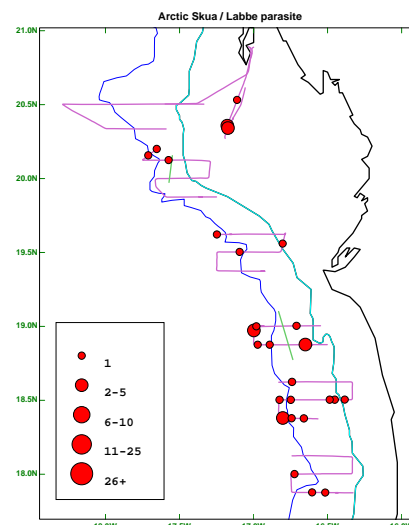 Arctic Skua / Labbe parasite
21.0N
20.5N
20.0N
19.5N
19.0N
18.5N
18.0N
1
2-5
6-10
11-25
26+